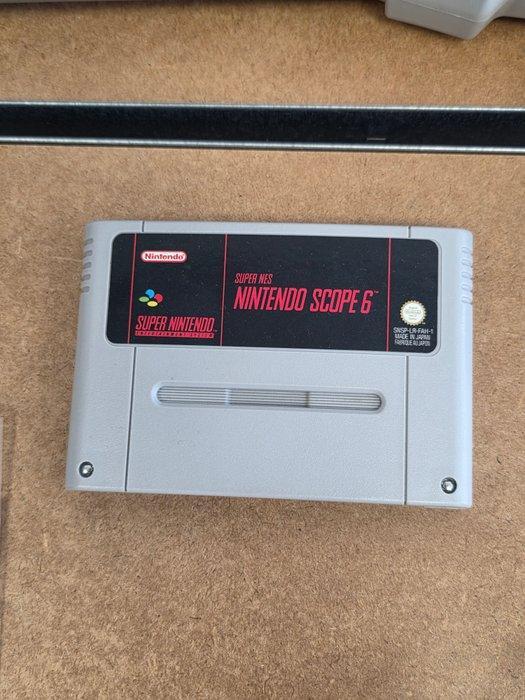 Nintendo
SUPER NINTENDO
ENTERTAINMENT SYSTEM
SUPER NES
NINTENDO SCOPE 6™
SNSP-LR-FAH-1
MADE IN JAPAN
FABRIQUÉ AU JAPON